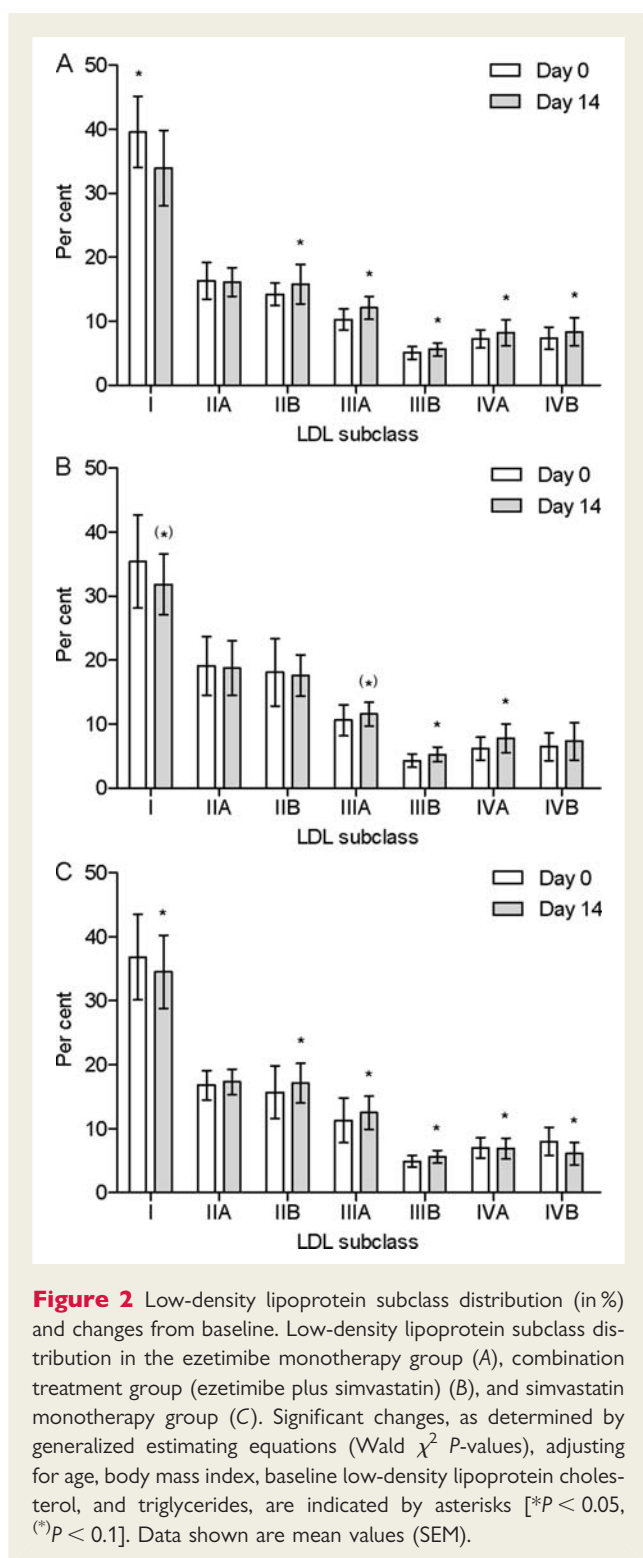 A
50
40
30
20
10
0
Per cent
*
*
*
*
*
*
Day 0
Day 14
I IIA IIB IIIA IIIB IVA IVB
LDL subclass
B
50
40
30
20
10
0
Per cent
(*)
(*)
*
*
Day 0
Day 14
I IIA IIB IIIA IIIB IVA IVB
LDL subclass
C
50
40
30
20
10
0
Per cent
*
*
*
*
*
*
Day 0
Day 14
I IIA IIB IIIA IIIB IVA IVB
LDL subclass
Figure 2 Low-density lipoprotein subclass distribution (in %)
and changes from baseline. Low-density lipoprotein subclass dis-
tribution in the ezetimibe monotherapy group (A), combination
treatment group (ezetimibe plus simvastatin) (B), and simvastatin
monotherapy group (C). Significant changes, as determined by
generalized estimating equations (Wald χ² P-values), adjusting
for age, body mass index, baseline low-density lipoprotein choles-
terol, and triglycerides, are indicated by asterisks [*P < 0.05,
(*)P < 0.1]. Data shown are mean values (SEM).